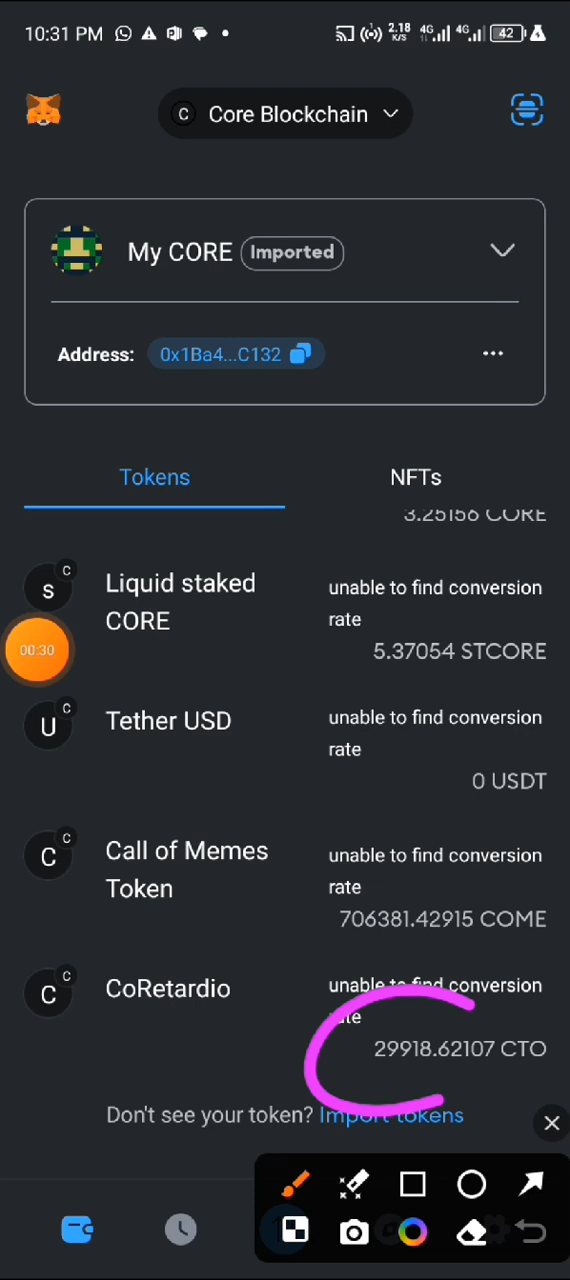 10:31 PM
2.18 K/S 4G 4G 42
C Core Blockchain
My CORE Imported
Address: 0x1Ba4...C132
Tokens NFTs
3.25156 CORE
S C Liquid staked CORE
unable to find conversion rate
5.37054 STCORE
00:30
U C Tether USD
unable to find conversion rate
0 USDT
C C Call of Memes Token
unable to find conversion rate
706381.42915 COME
C C CoRetardio
unable to find conversion rate
29918.62107 CTO
Don't see your token? Import tokens